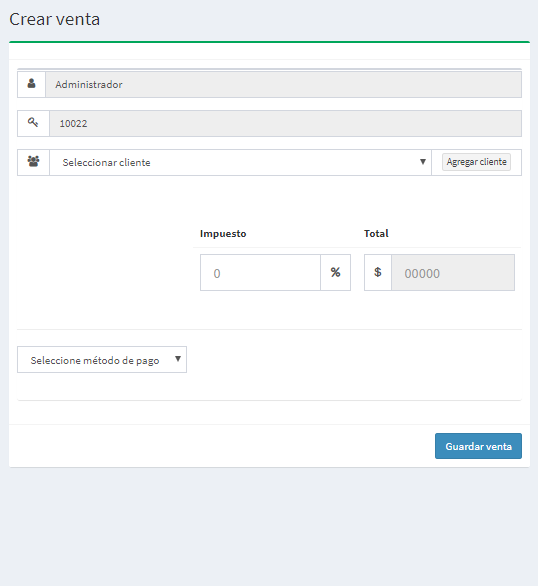 Crear venta
Administrador
10022
Seleccionar cliente Agregar cliente
Impuesto Total
0 % $ 00000
Seleccione método de pago
Guardar venta